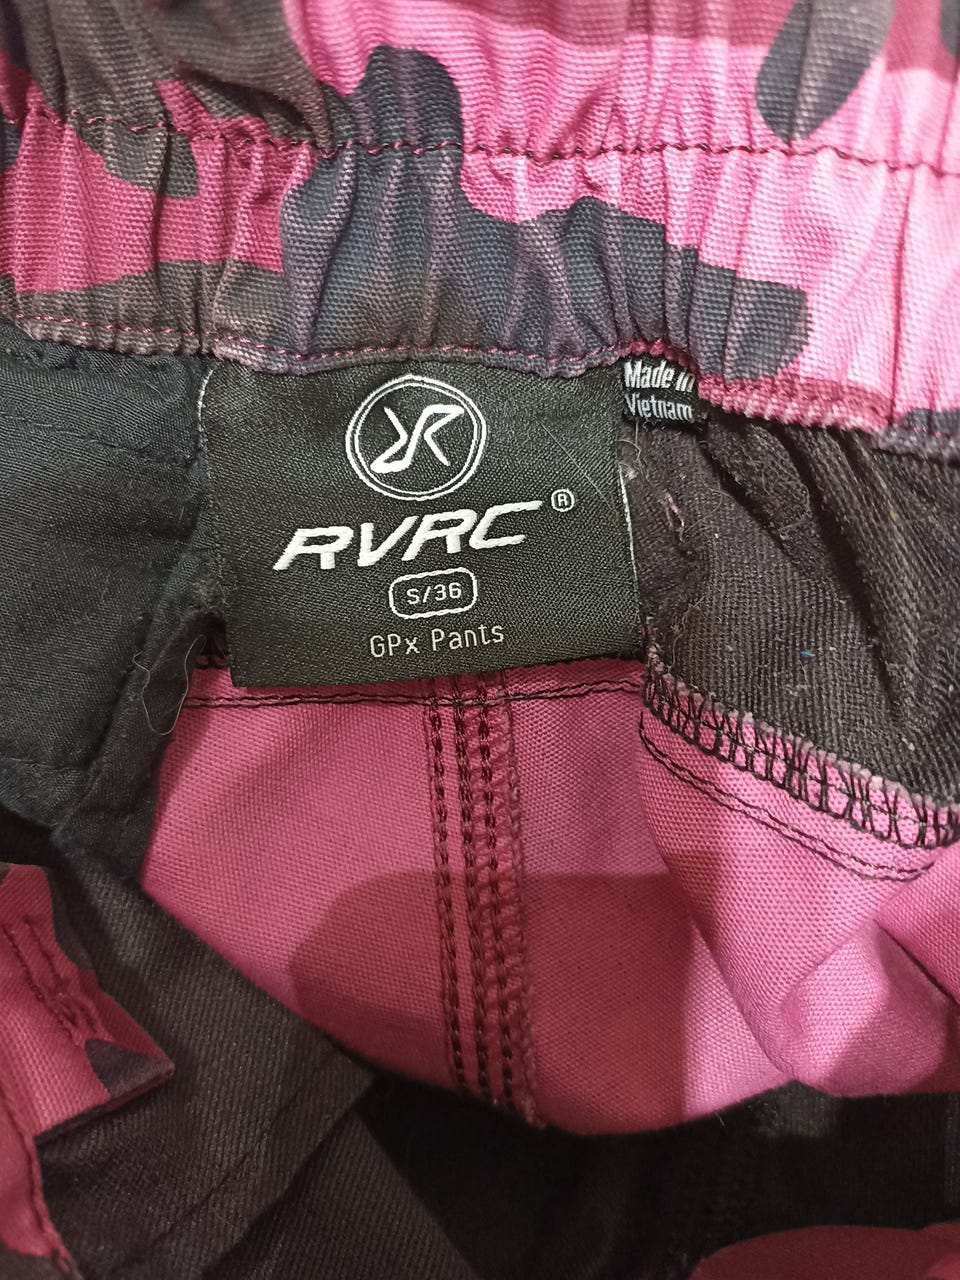 Made in
Vietnam
RVRC®
S/36
GPx Pants